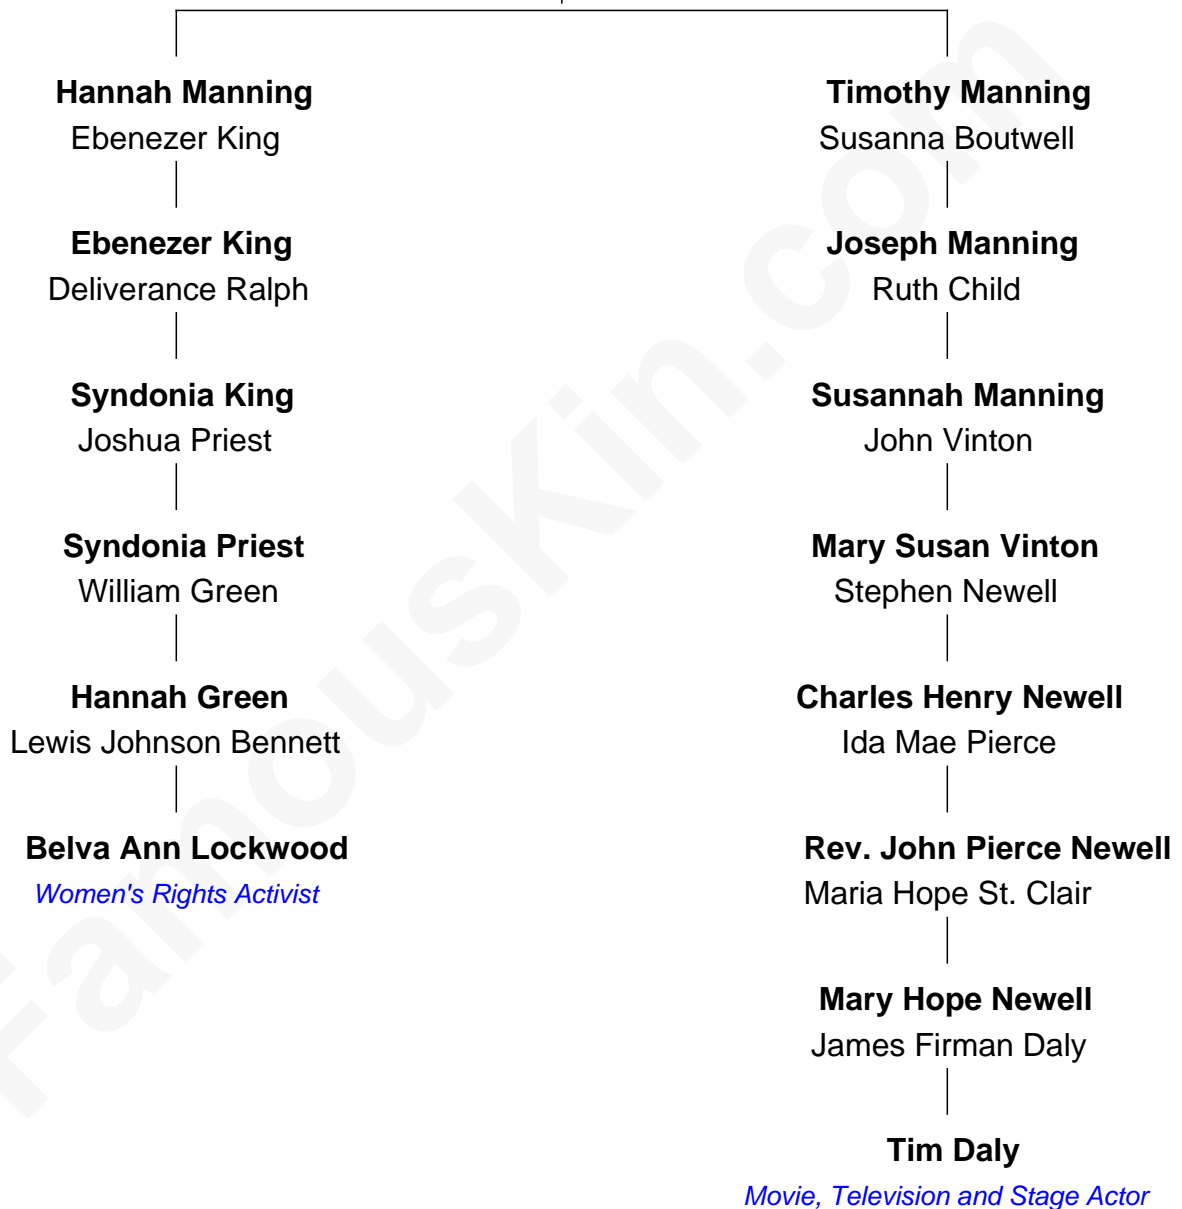 Hannah Manning
Ebenezer King
Ebenezer King
Deliverance Ralph
Syndonia King
Joshua Priest
Syndonia Priest
William Green
Hannah Green
Lewis Johnson Bennett
Belva Ann Lockwood
Women's Rights Activist
Timothy Manning
Susanna Boutwell
Joseph Manning
Ruth Child
Susannah Manning
John Vinton
Mary Susan Vinton
Stephen Newell
Charles Henry Newell
Ida Mae Pierce
Rev. John Pierce Newell
Maria Hope St. Clair
Mary Hope Newell
James Firman Daly
Tim Daly
Movie, Television and Stage Actor
FamousKin.com